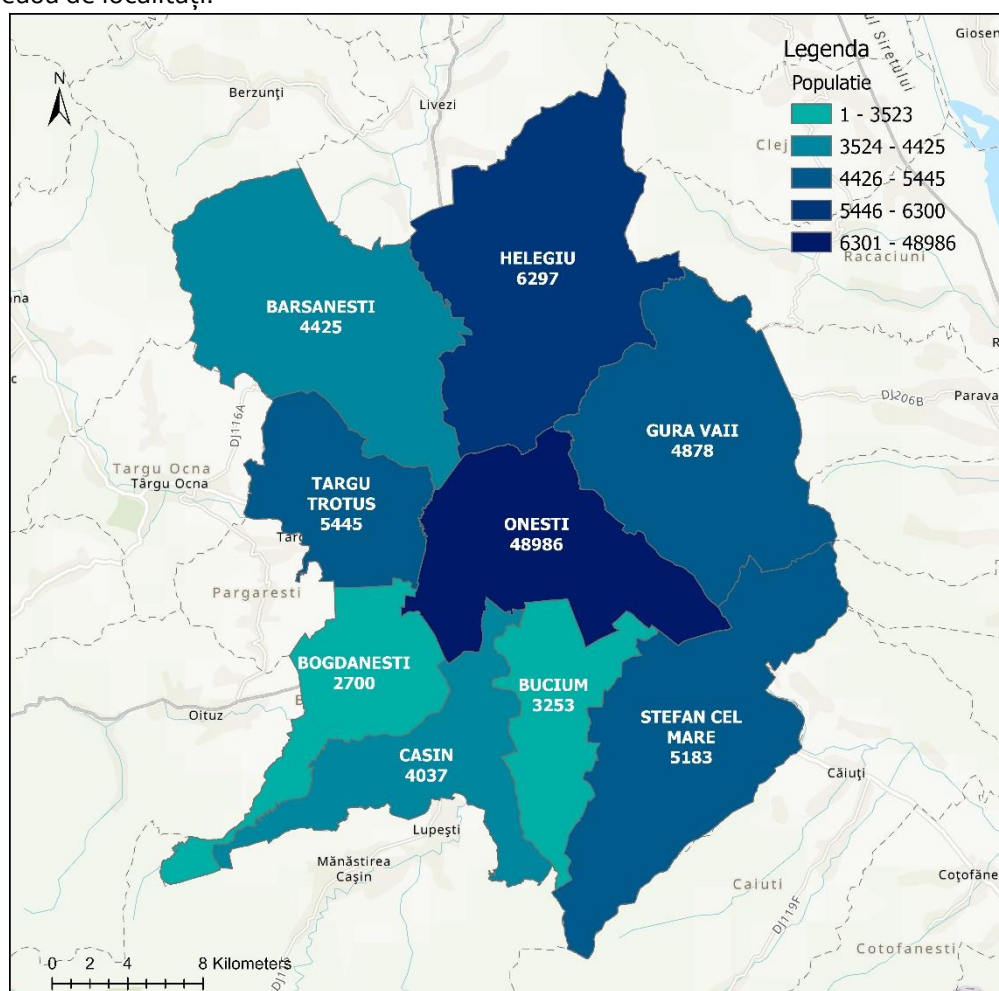 rețeaua de localități.
Legenda
Populatie
1 - 3523
3524 - 4425
4426 - 5445
5446 - 6300
6301 - 48986
N
Giosen
Siretului
Berzunți
Livezi
Clej
Racaciuni
HELEGIU
6297
BARSANESTI
4425
DJ206B
Parava
DJ116A
GURA VAII
4878
Targu Ocna
Târgu Ocna
TARGU
TROTUS
5445
ONESTI
48986
Pargaresti
BOGDANESTI
2700
BUCIUM
3253
Oituz
STEFAN CEL
MARE
5183
CASIN
4037
Căiuți
Lupești
Mănăstirea
Cașin
Caiuti
DJ119F
Coțofăne
Cotofanesti
0 2 4 8 Kilometers